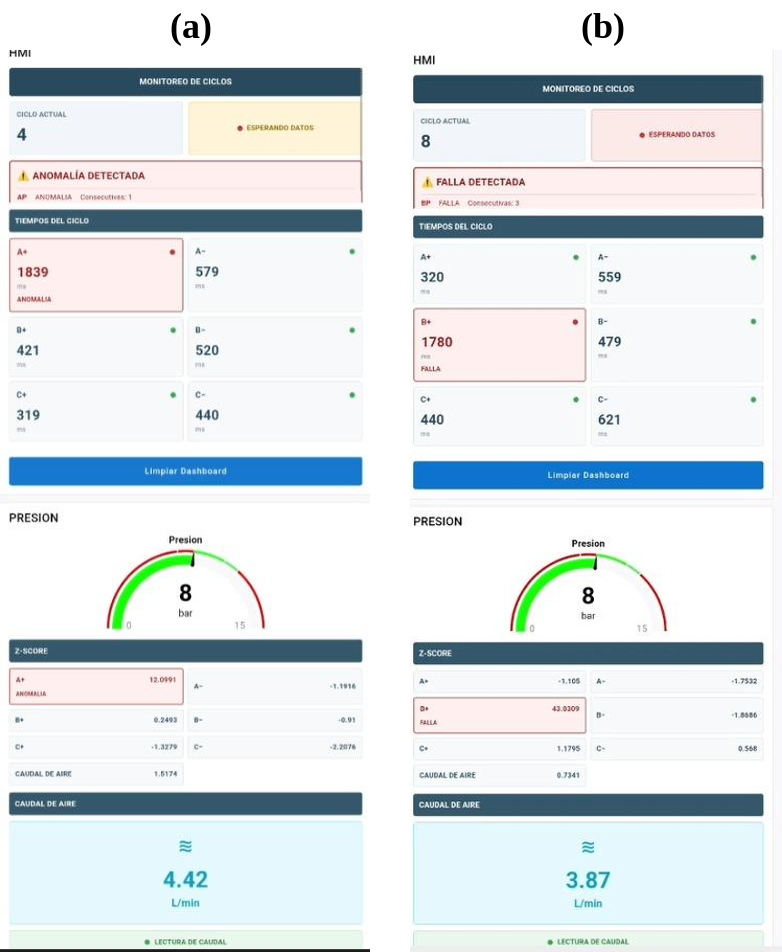 (a)
HMI
MONITOREO DE CICLOS
CICLO ACTUAL
4
ESPERANDO DATOS
ANOMALÍA DETECTADA
AP ANOMALIA Consecutivas: 1
TIEMPOS DEL CICLO
A+
1839
ms
ANOMALIA
A-
579
ms
B+
421
ms
B-
520
ms
C+
319
ms
C-
440
ms
Limpiar Dashboard
PRESION
Presion
8
bar
0
15
Z-SCORE
A+ 12.0991
ANOMALIA
A- -1.1916
B+ 0.2493
B- -0.91
C+ -1.3279
C- -2.2076
CAUDAL DE AIRE 1.5174
CAUDAL DE AIRE
4.42
L/min
LECTURA DE CAUDAL
(b)
HMI
MONITOREO DE CICLOS
CICLO ACTUAL
8
ESPERANDO DATOS
FALLA DETECTADA
BP FALLA Consecutivas: 3
TIEMPOS DEL CICLO
A+
320
ms
A-
559
ms
B+
1780
ms
FALLA
B-
479
ms
C+
440
ms
C-
621
ms
Limpiar Dashboard
PRESION
Presion
8
bar
0
15
Z-SCORE
A+ -1.105
A- -1.7532
B+ 43.0309
FALLA
B- -1.8686
C+ 1.1795
C- 0.568
CAUDAL DE AIRE 0.7341
CAUDAL DE AIRE
3.87
L/min
LECTURA DE CAUDAL